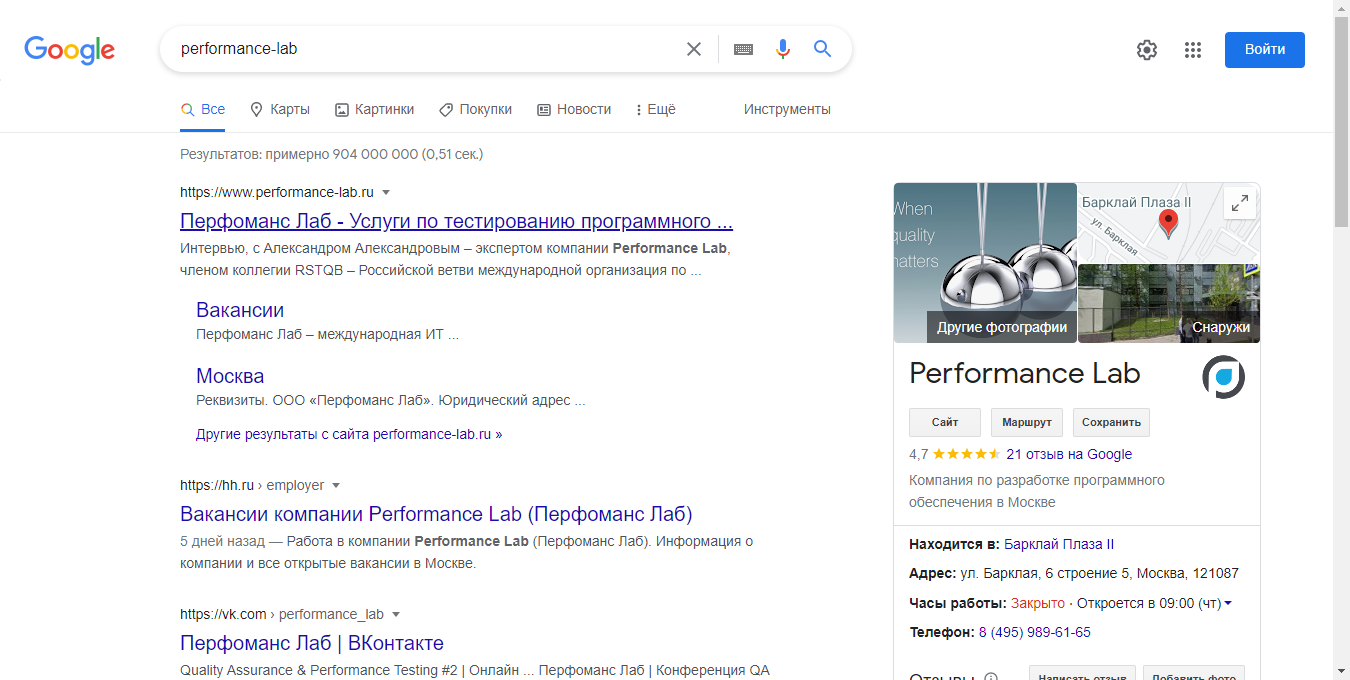 Google
performance-lab
Войти
Все
Карты
Картинки
Покупки
Новости
Ещё
Инструменты
Результатов: примерно 904 000 000 (0,51 сек.)
https://www.performance-lab.ru
Перфоманс Лаб - Услуги по тестированию программного ...
Интервью, с Александром Александровым – экспертом компании Performance Lab,
членом коллегии RSTQB – Российской ветви международной организация по ...
Вакансии
Перфоманс Лаб – международная ИТ ...
Москва
Реквизиты. ООО «Перфоманс Лаб». Юридический адрес ...
Другие результаты с сайта performance-lab.ru »
https://hh.ru › employer
Вакансии компании Performance Lab (Перфоманс Лаб)
5 дней назад — Работа в компании Performance Lab (Перфоманс Лаб). Информация о
компании и все открытые вакансии в Москве.
https://vk.com › performance_lab
Перфоманс Лаб | ВКонтакте
Quality Assurance & Performance Testing #2 | Онлайн ... Перфоманс Лаб | Конференция QA
When
quality
matters
Другие фотографии
Барклай Плаза II
ул. Барклая
Снаружи
Performance Lab
Сайт
Маршрут
Сохранить
4,7
21 отзыв на Google
Компания по разработке программного
обеспечения в Москве
Находится в: Барклай Плаза II
Адрес: ул. Барклая, 6 строение 5, Москва, 121087
Часы работы: Закрыто · Откроется в 09:00 (чт)
Телефон: 8 (495) 989-61-65
Отзывы
Написать отзыв
Добавить фото